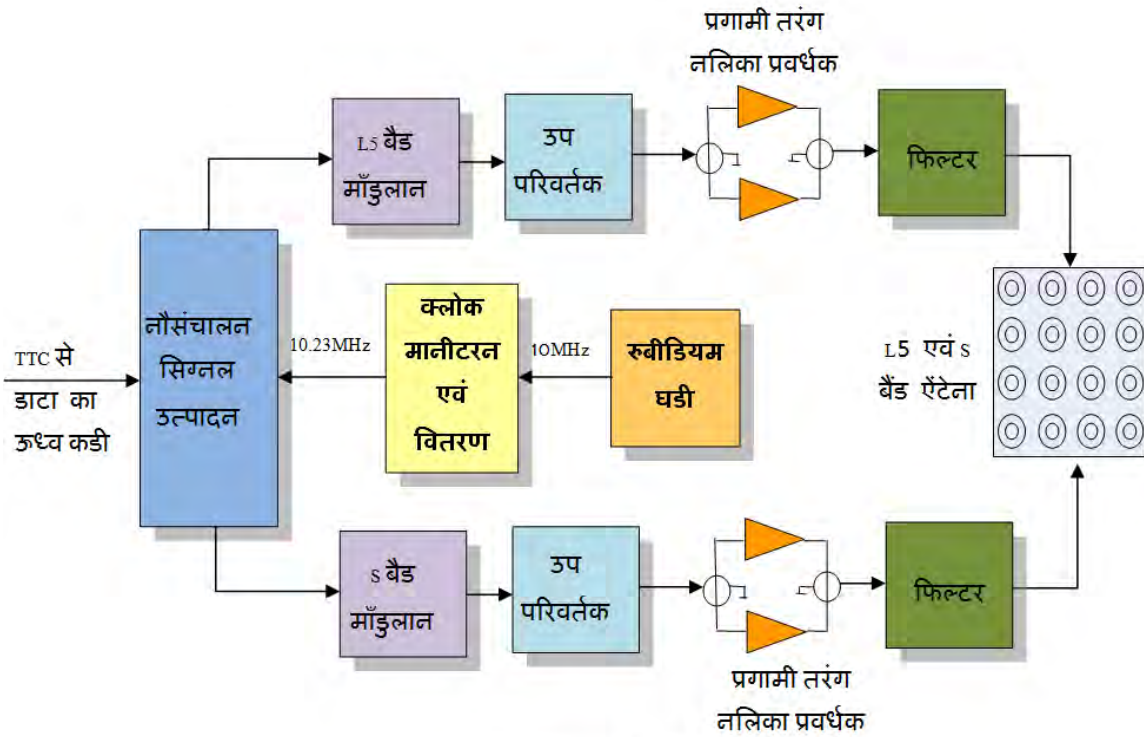 प्रगामी तरंग
नलिका प्रवर्धक
L5 बैड
माँडुलान
उप
परिवर्तक
फिल्टर
नौसंचालन
सिग्नल
उत्पादन
TTC से
डाटा का
ऊध्व कडी
10.23MHz
क्लोक
मानीटरन
एवं
वितरण
10MHz
रुबीडियम
घडी
L5 एवं S
बैंड ऐंटेना
S बैड
माँडुलान
उप
परिवर्तक
फिल्टर
प्रगामी तरंग
नलिका प्रवर्धक